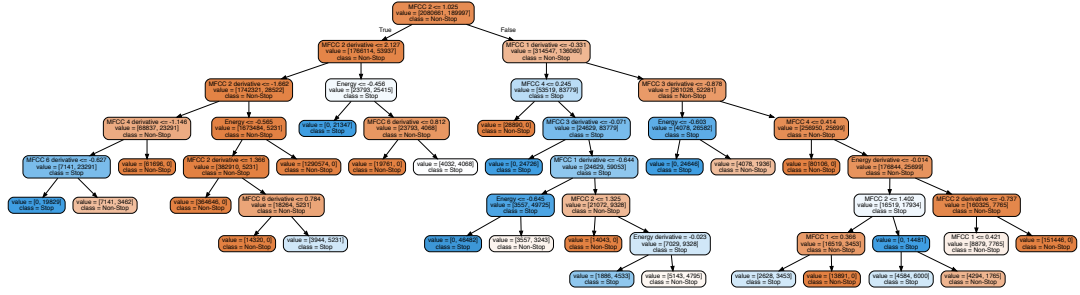 MFCC 2 <= 1.025
value = [2080661, 189997]
class = Non-Stop
True
False
MFCC 2 derivative <= 2.127
value = [1766114, 53937]
class = Non-Stop
MFCC 1 derivative <= -0.331
value = [314547, 136060]
class = Non-Stop
MFCC 2 derivative <= -1.662
value = [1742321, 28522]
class = Non-Stop
Energy <= -0.456
value = [23793, 25415]
class = Stop
MFCC 4 <= 0.245
value = [53519, 83779]
class = Stop
MFCC 3 derivative <= -0.878
value = [261028, 52281]
class = Non-Stop
MFCC 4 derivative <= -1.146
value = [68837, 23291]
class = Non-Stop
Energy <= -0.565
value = [1673484, 5231]
class = Non-Stop
value = [0, 21347]
class = Stop
MFCC 6 derivative <= 0.812
value = [23793, 4068]
class = Non-Stop
value = [28890, 0]
class = Non-Stop
MFCC 3 derivative <= -0.071
value = [24629, 83779]
class = Stop
Energy <= -0.603
value = [4078, 26582]
class = Stop
MFCC 4 <= 0.414
value = [256950, 25699]
class = Non-Stop
MFCC 6 derivative <= -0.627
value = [7141, 23291]
class = Stop
value = [61696, 0]
class = Non-Stop
MFCC 2 derivative <= 1.366
value = [382910, 5231]
class = Non-Stop
value = [1290574, 0]
class = Non-Stop
value = [19761, 0]
class = Non-Stop
value = [4032, 4068]
class = Stop
value = [0, 24726]
class = Stop
MFCC 1 derivative <= -0.644
value = [24629, 59053]
class = Stop
value = [0, 24646]
class = Stop
value = [4078, 1936]
class = Non-Stop
value = [80106, 0]
class = Non-Stop
Energy derivative <= -0.014
value = [176844, 25699]
class = Non-Stop
value = [0, 19829]
class = Stop
value = [7141, 3462]
class = Non-Stop
value = [364646, 0]
class = Non-Stop
MFCC 6 derivative <= 0.784
value = [18264, 5231]
class = Non-Stop
Energy <= -0.645
value = [3557, 49725]
class = Stop
MFCC 2 <= 1.325
value = [21072, 9328]
class = Non-Stop
MFCC 2 <= 1.402
value = [16519, 17934]
class = Stop
MFCC 2 derivative <= -0.737
value = [160325, 7765]
class = Non-Stop
value = [14320, 0]
class = Non-Stop
value = [3944, 5231]
class = Stop
value = [0, 46482]
class = Stop
value = [3557, 3243]
class = Non-Stop
value = [14043, 0]
class = Non-Stop
Energy derivative <= -0.023
value = [7029, 9328]
class = Stop
MFCC 1 <= 0.366
value = [16519, 3453]
class = Non-Stop
value = [0, 14481]
class = Stop
MFCC 1 <= 0.421
value = [8879, 7765]
class = Non-Stop
value = [151446, 0]
class = Non-Stop
value = [1886, 4533]
class = Stop
value = [5143, 4795]
class = Non-Stop
value = [2628, 3453]
class = Stop
value = [13891, 0]
class = Non-Stop
value = [4584, 6000]
class = Stop
value = [4294, 1765]
class = Non-Stop